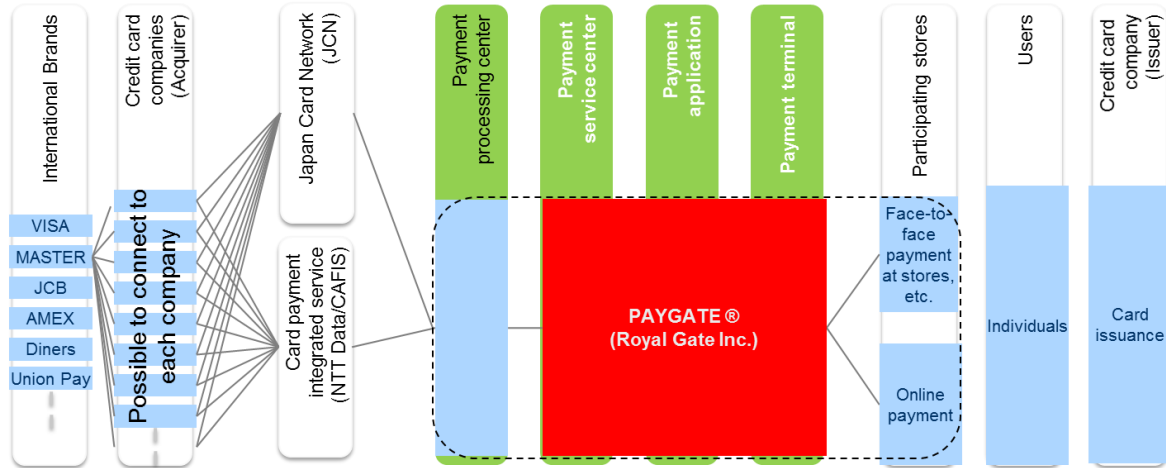 International Brands
VISA
MASTER
JCB
AMEX
Diners
Union Pay
Credit card
companies
(Acquirer)
Possible to connect to
each company
Japan Card Network
(JCN)
Card payment
integrated service
(NTT Data/CAFIS)
Payment
processing center
Payment
service center
Payment
application
Payment terminal
PAYGATE ®
(Royal Gate Inc.)
Participating stores
Face-to-
face
payment
at stores,
etc.
Online
payment
Users
Individuals
Credit card
company
(Issuer)
Card
issuance